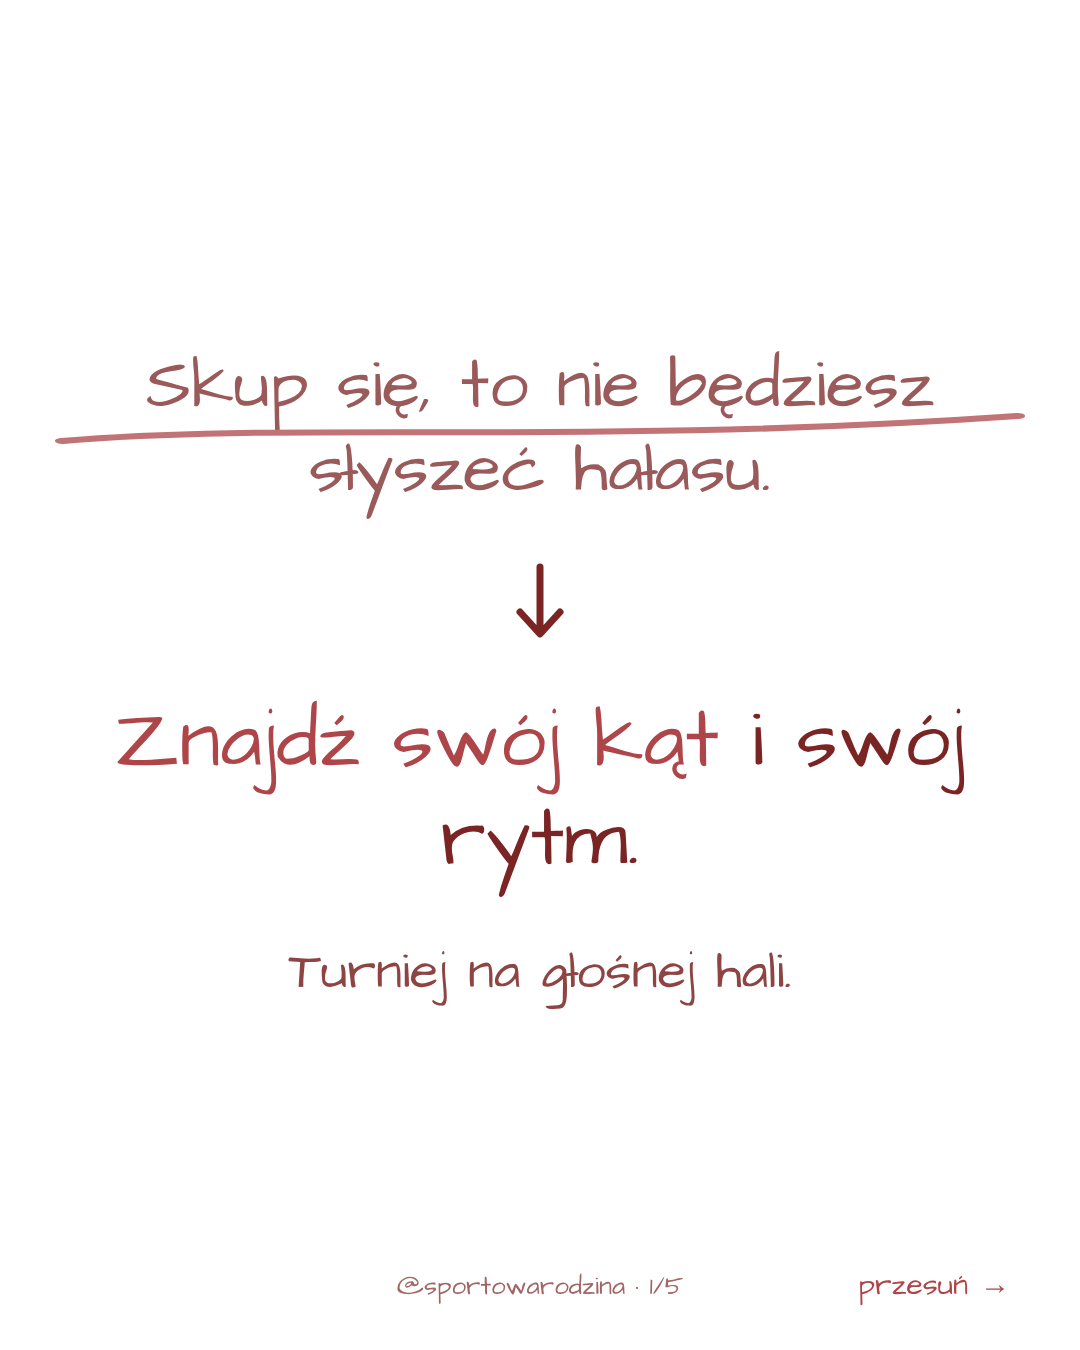 Skup się, to nie będziesz
słyszeć hałasu.
↓
Znajdź swój kąt i swój
rytm.
Turniej na głośnej hali.
@sportowarodzina · 1/5
przesuń →